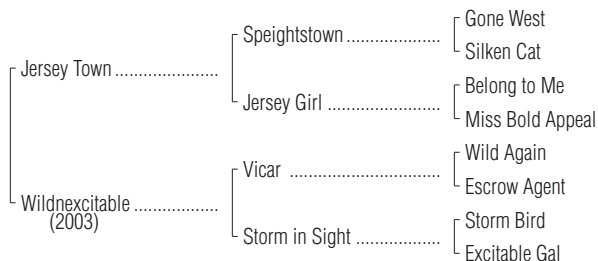 Gone West
Speightstown ....................
Silken Cat
Jersey Town ......................
Belong to Me
Jersey Girl ........................
Miss Bold Appeal
Wild Again
Vicar ................................
Escrow Agent
Wildnexcitable ..................
(2003)
Storm Bird
Storm in Sight ...................
Excitable Gal